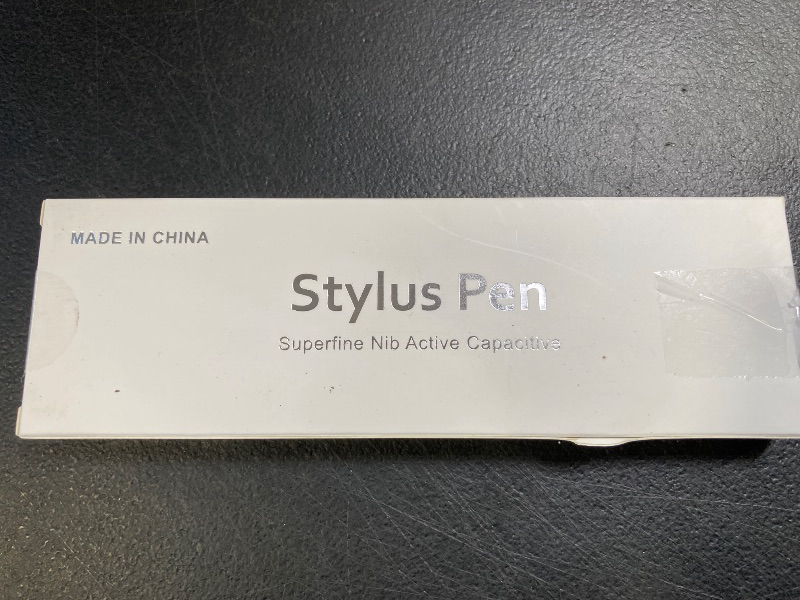 MADE IN CHINA
Stylus Pen
Superfine Nib Active Capacitive